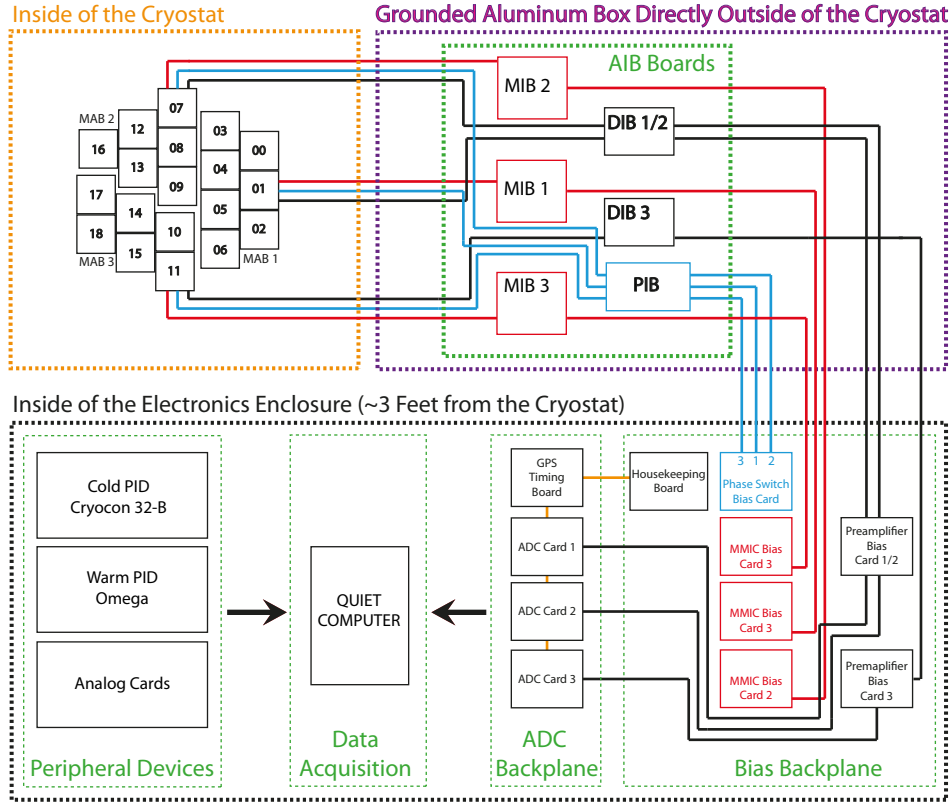 Inside of the Cryostat
Grounded Aluminum Box Directly Outside of the Cryostat
AIB Boards
MIB 2
DIB 1/2
MIB 1
DIB 3
PIB
MIB 3
MAB 2
07
12
03
16
08
00
13
04
17
09
01
14
05
18
10
02
MAB 3
15
06
MAB 1
11
Inside of the Electronics Enclosure (~3 Feet from the Cryostat)
Cold PID
Cryocon 32-B
Warm PID
Omega
Analog Cards
Peripheral Devices
QUIET
COMPUTER
Data
Acquisition
GPS
Timing
Board
ADC Card 1
ADC Card 2
ADC Card 3
ADC
Backplane
Housekeeping
Board
3 1 2
Phase Switch
Bias Card
MMIC Bias
Card 3
MMIC Bias
Card 3
MMIC Bias
Card 2
Preamplifier
Bias
Card 1/2
Premaplifier
Bias
Card 3
Bias Backplane